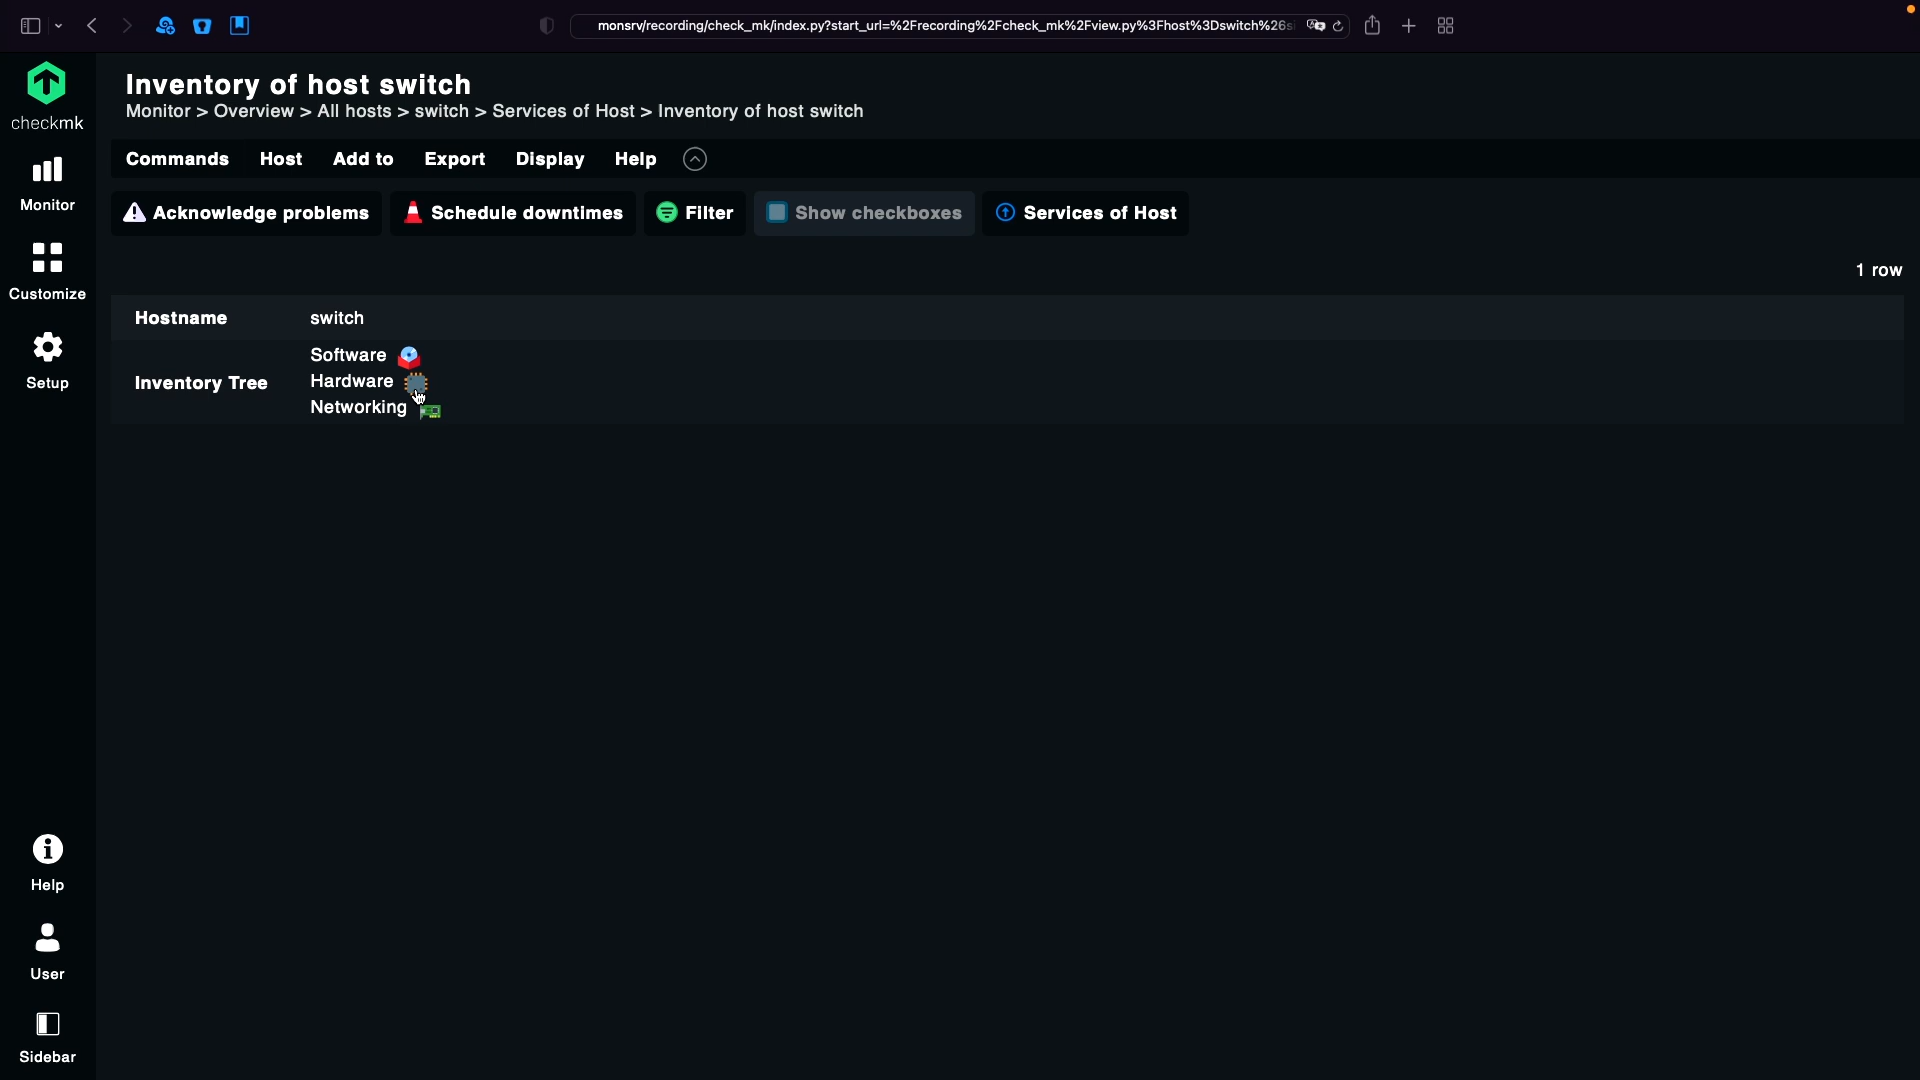 monsrv/recording/check_mk/index.py?start_url=%2Frecording%2Fcheck_mk%2Fview.py%3Fhost%3Dswitch%26s
checkmk
Monitor
Customize
Setup
Help
User
Sidebar
Inventory of host switch
Monitor > Overview > All hosts > switch > Services of Host > Inventory of host switch
Commands Host Add to Export Display Help
Acknowledge problems Schedule downtimes Filter Show checkboxes Services of Host
1 row
Hostname switch
Inventory Tree
Software
Hardware
Networking